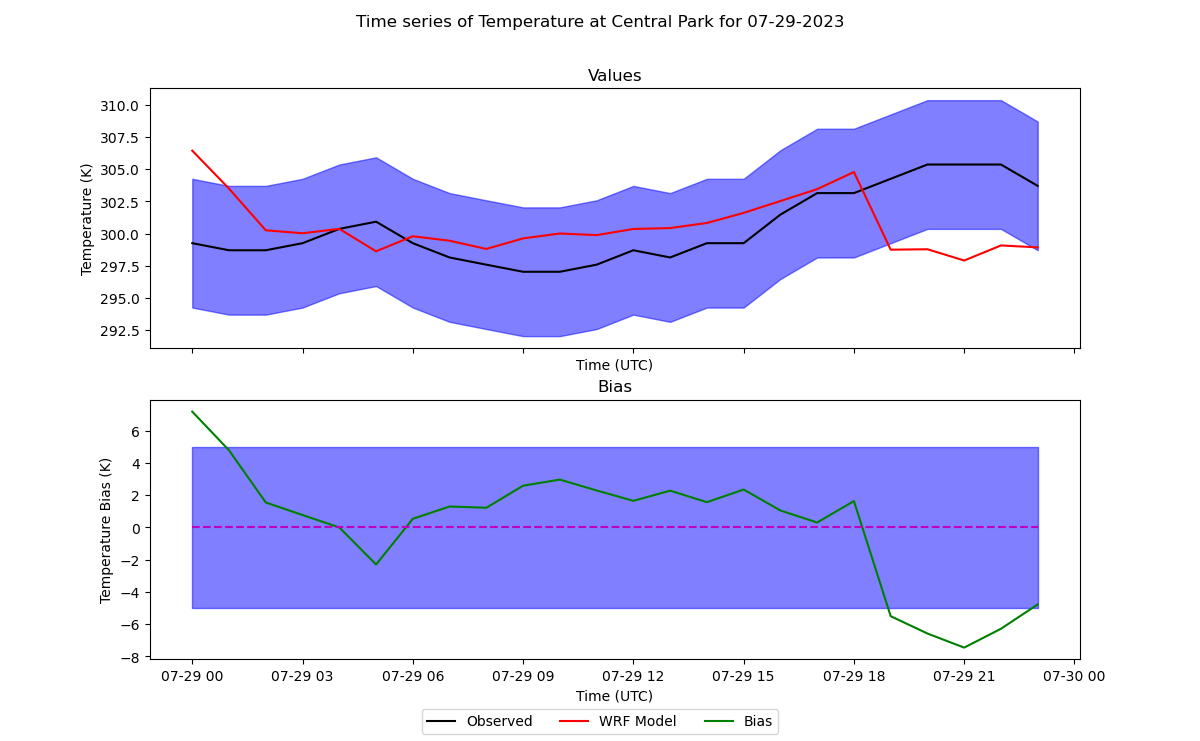 Time series of Temperature at Central Park for 07-29-2023
Values
Temperature (K)
310.0
307.5
305.0
302.5
300.0
297.5
295.0
292.5
Time (UTC)
Bias
Temperature Bias (K)
6
4
2
0
−2
−4
−6
−8
07-29 00 07-29 03 07-29 06 07-29 09 07-29 12 07-29 15 07-29 18 07-29 21 07-30 00
Time (UTC)
Observed WRF Model Bias